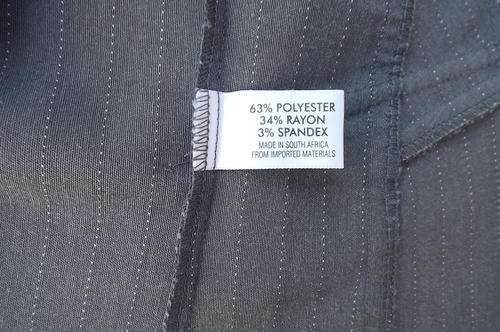 63% POLYESTER
34% RAYON
3% SPANDEX
MADE IN SOUTH AFRICA
FROM IMPORTED MATERIALS